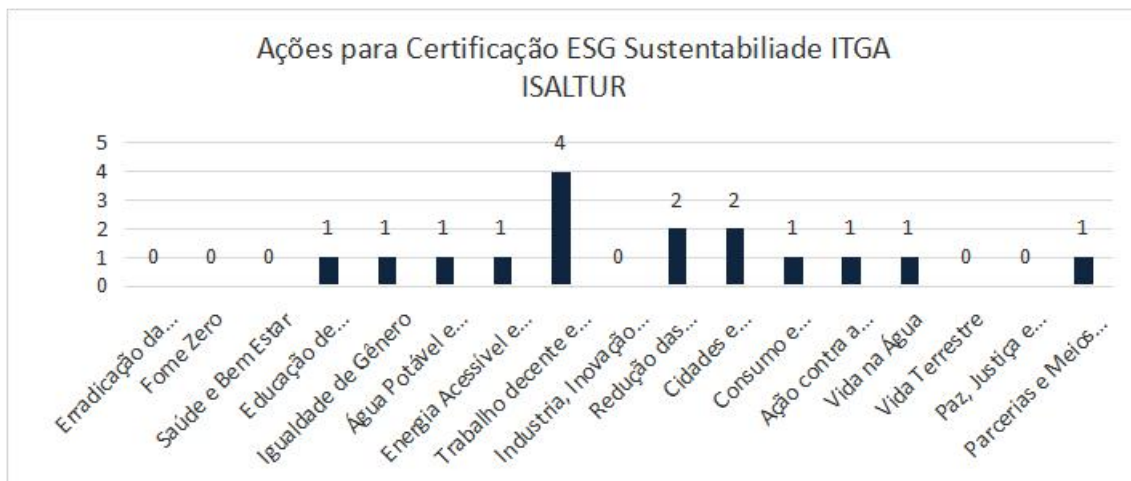 Ações para Certificação ESG Sustentabiliade ITGA
ISALTUR
5
4
3
2
1
0
0
0
0
1
1
1
1
4
0
2
2
1
1
1
0
0
1
Erradicação da...
Fome Zero
Saúde e Bem Estar
Educação de...
Igualdade de Gênero
Água Potável e...
Energia Acessível e...
Trabalho decente e...
Industria, Inovação...
Redução das...
Cidades e...
Consumo e...
Ação contra a...
Vida na Água
Vida Terrestre
Paz, Justiça e...
Parcerias e Meios...